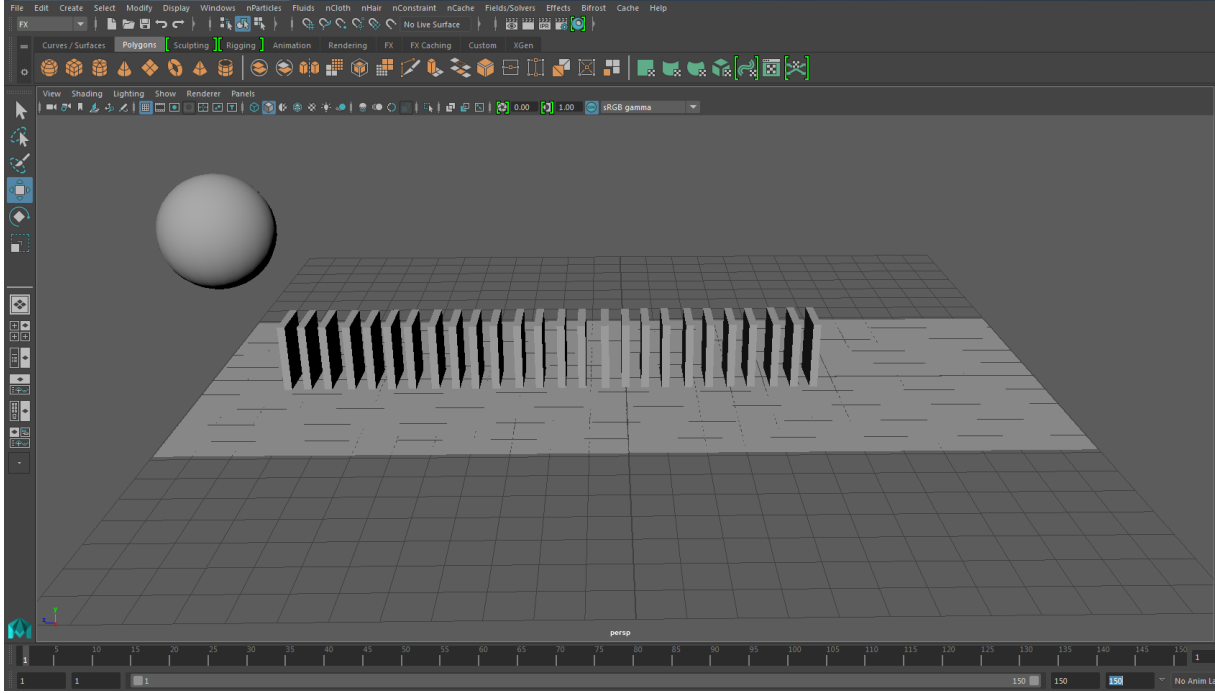 File Edit Create Select Modify Display Windows nParticles Fluids nCloth nHair nConstraint nCache Fields/Solvers Effects Bifrost Cache Help
FX No Live Surface
Curves / Surfaces Polygons Sculpting Rigging Animation Rendering FX FX Caching Custom XGen
View Shading Lighting Show Renderer Panels
0.00 1.00 sRGB gamma
y
z
persp
5 10 15 20 25 30 35 40 45 50 55 60 65 70 75 80 85 90 95 100 105 110 115 120 125 130 135 140 145 150
1 1
1 1 1 150 150 150 No Anim La